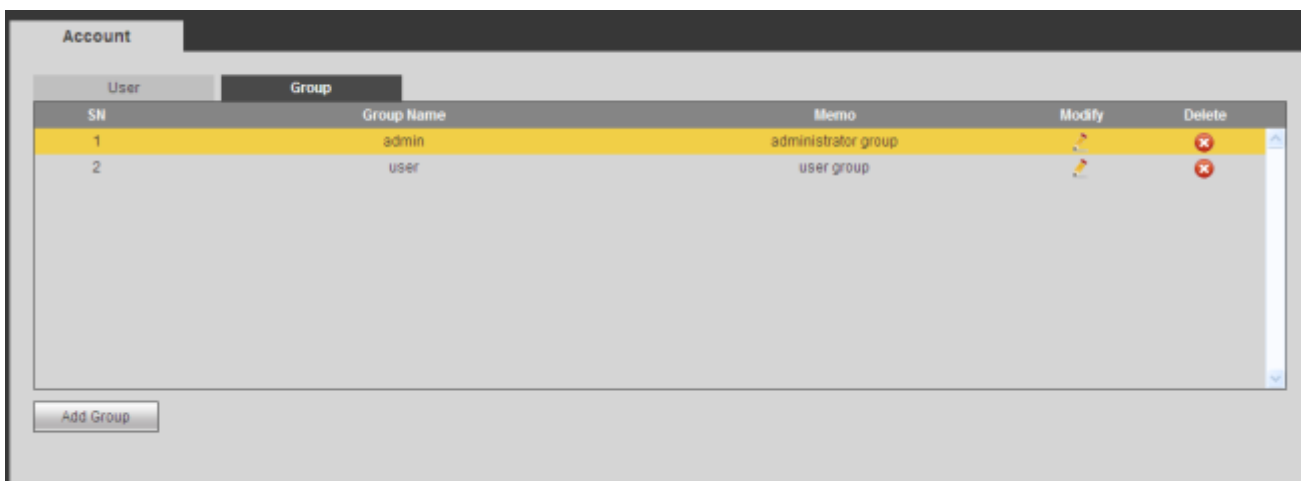 Account
User Group
SN Group Name Memo Modify Delete
1 admin administrator group
2 user user group
Add Group